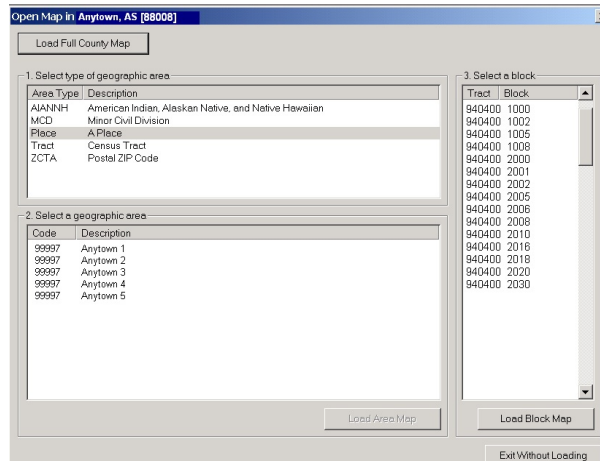 Open Map in Anytown, AS [88008]
Load Full County Map
1. Select type of geographic area
Area Type Description
AIANNH American Indian, Alaskan Native, and Native Hawaiian
MCD Minor Civil Division
Place A Place
Tract Census Tract
ZCTA Postal ZIP Code
2. Select a geographic area
Code Description
99997 Anytown 1
99997 Anytown 2
99997 Anytown 3
99997 Anytown 4
99997 Anytown 5
Load Area Map
3. Select a block
Tract Block
940400 1000
940400 1002
940400 1005
940400 1008
940400 2000
940400 2001
940400 2002
940400 2005
940400 2006
940400 2008
940400 2010
940400 2016
940400 2018
940400 2020
940400 2030
Load Block Map
Exit Without Loading